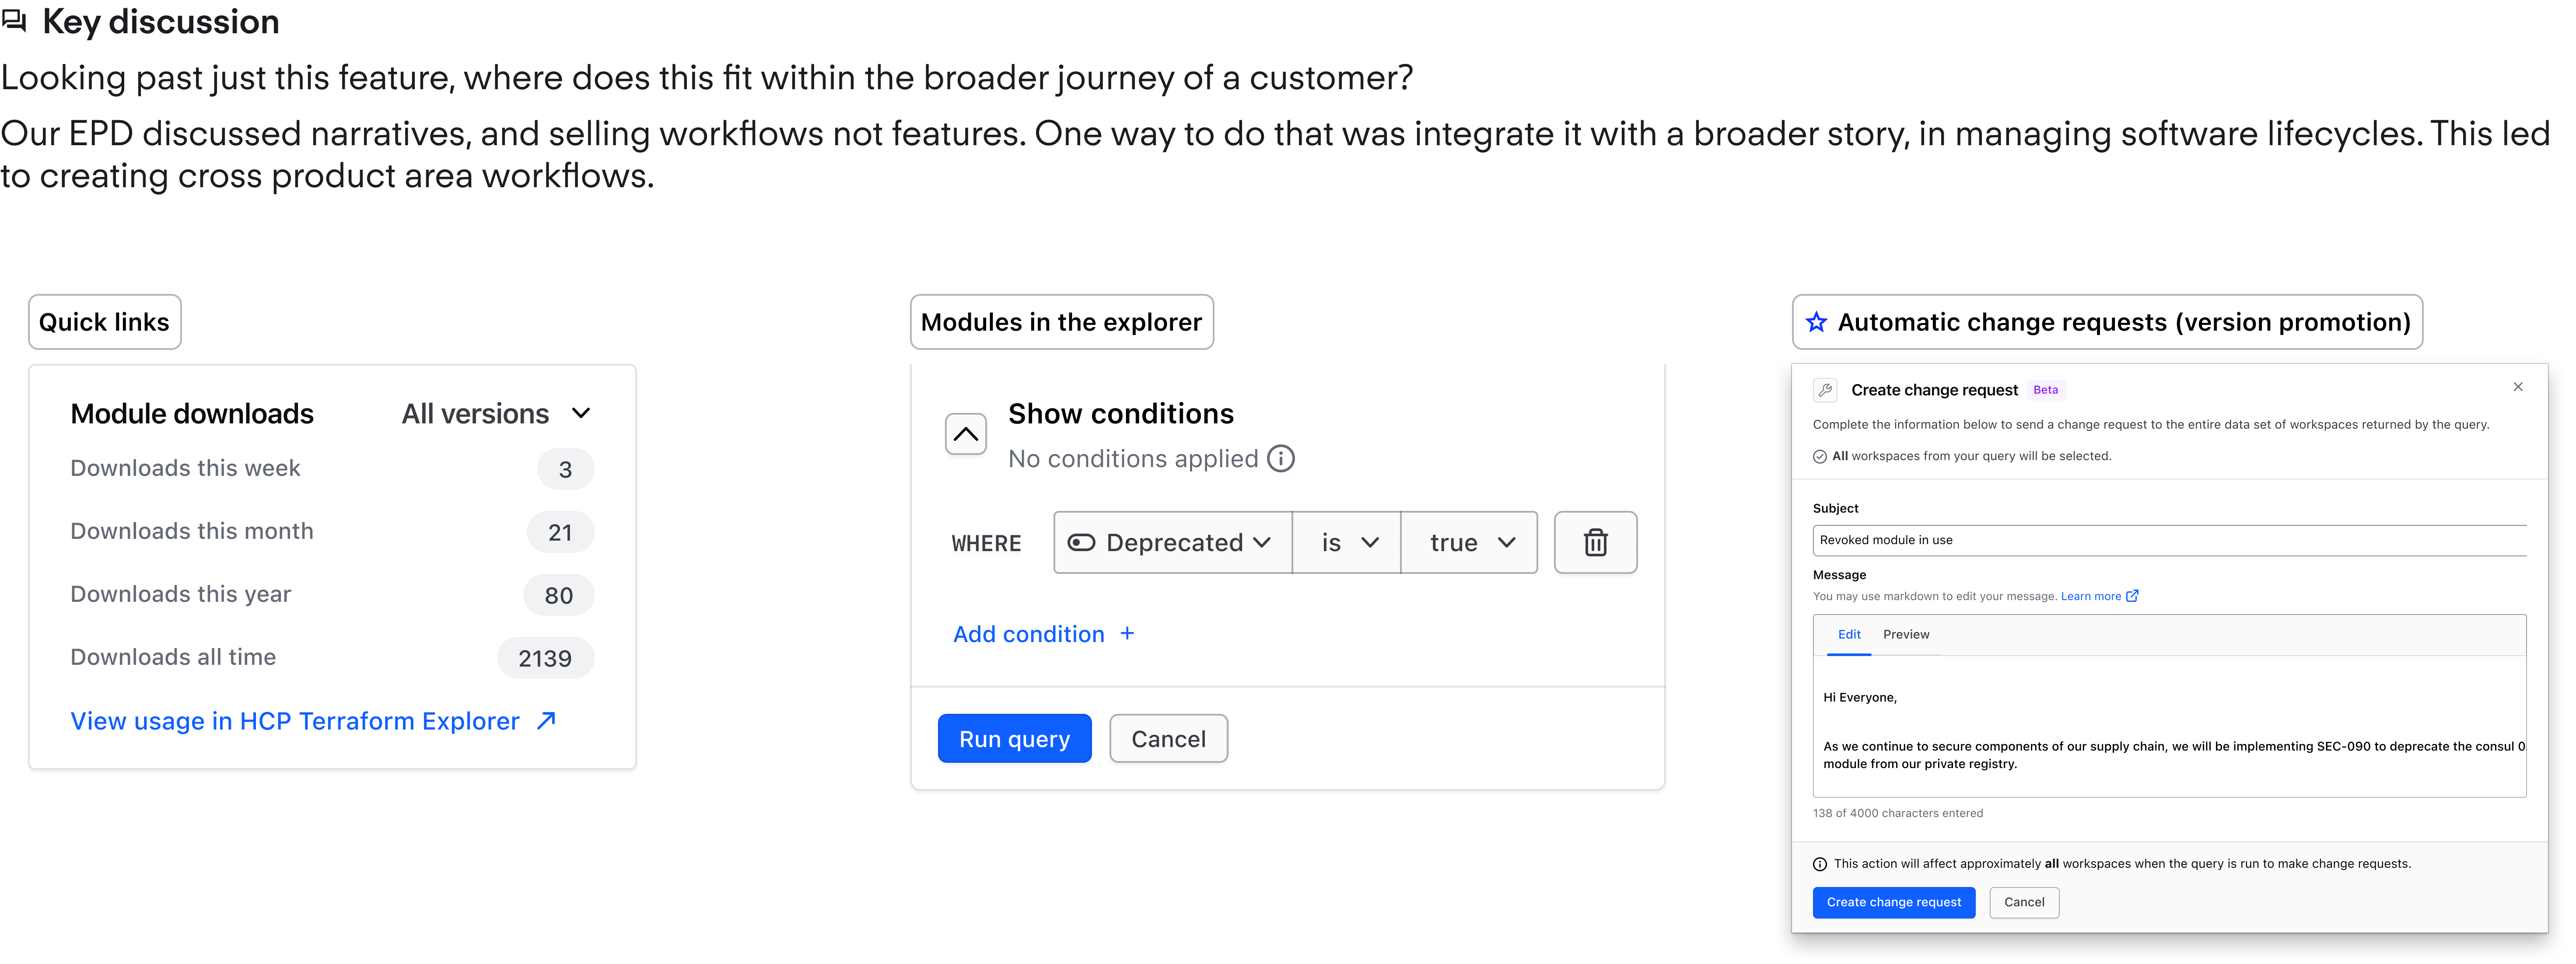 Key discussion
Looking past just this feature, where does this fit within the broader journey of a customer?
Our EPD discussed narratives, and selling workflows not features. One way to do that was integrate it with a broader story, in managing software lifecycles. This led
to creating cross product area workflows.
Quick links
Module downloads All versions
Downloads this week 3
Downloads this month 21
Downloads this year 80
Downloads all time 2139
View usage in HCP Terraform Explorer
Modules in the explorer
Show conditions
No conditions applied
WHERE Deprecated is true
Add condition +
Run query Cancel
Automatic change requests (version promotion)
Create change request Beta
Complete the information below to send a change request to the entire data set of workspaces returned by the query.
All workspaces from your query will be selected.
Subject
Revoked module in use
Message
You may use markdown to edit your message. Learn more
Edit Preview
Hi Everyone,
As we continue to secure components of our supply chain, we will be implementing SEC-090 to deprecate the consul 0
module from our private registry.
138 of 4000 characters entered
This action will affect approximately all workspaces when the query is run to make change requests.
Create change request Cancel